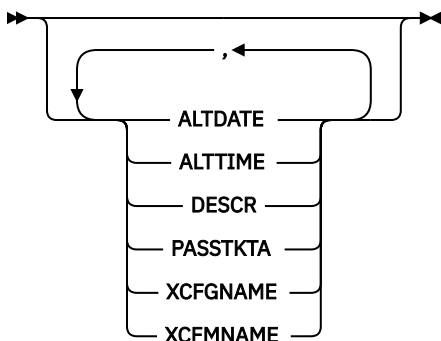 ,
ALTDATE
ALTTIME
DESCR
PASSTKTA
XCFGNAME
XCFMNAME